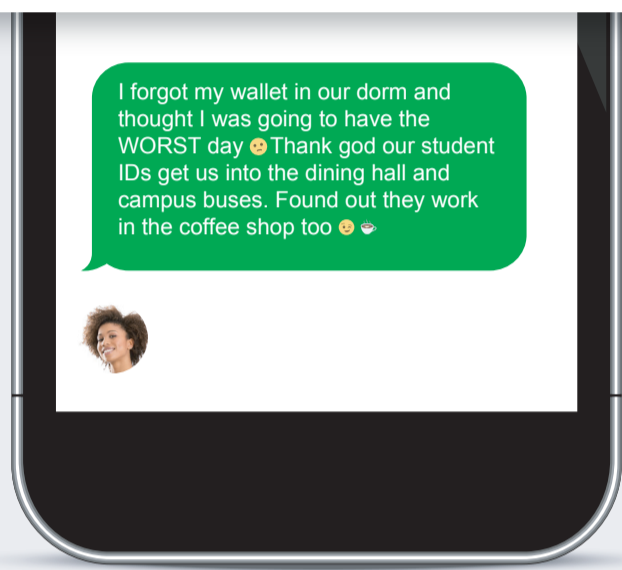 I forgot my wallet in our dorm and
thought I was going to have the
WORST day 😕 Thank god our student
IDs get us into the dining hall and
campus buses. Found out they work
in the coffee shop too 😉 ☕